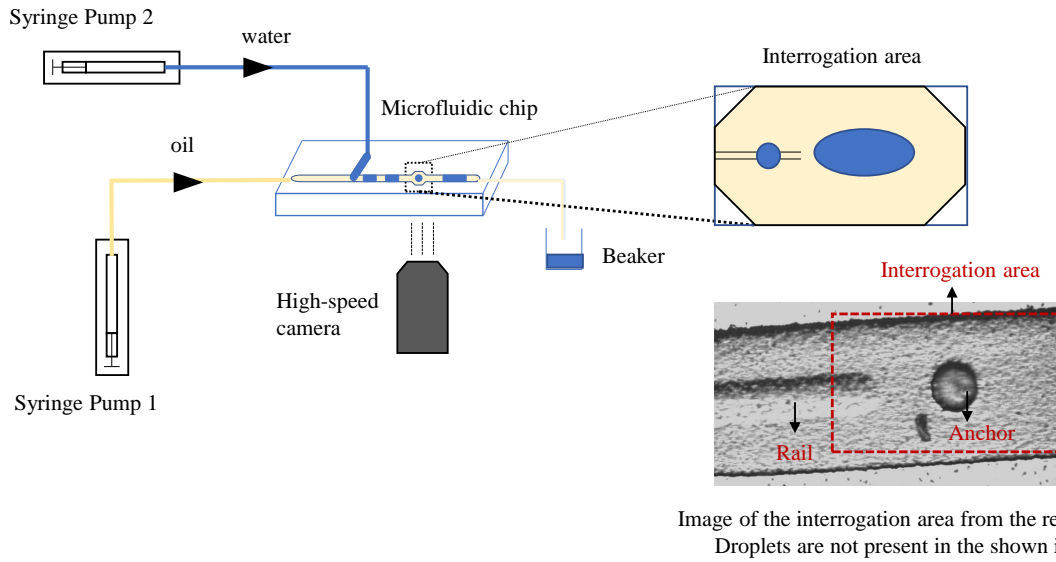 Syringe Pump 2
water
Interrogation area
Microfluidic chip
oil
Beaker
Interrogation area
High-speed
camera
Anchor
Rail
Syringe Pump 1
Image of the interrogation area from the
Droplets are not present in the shown